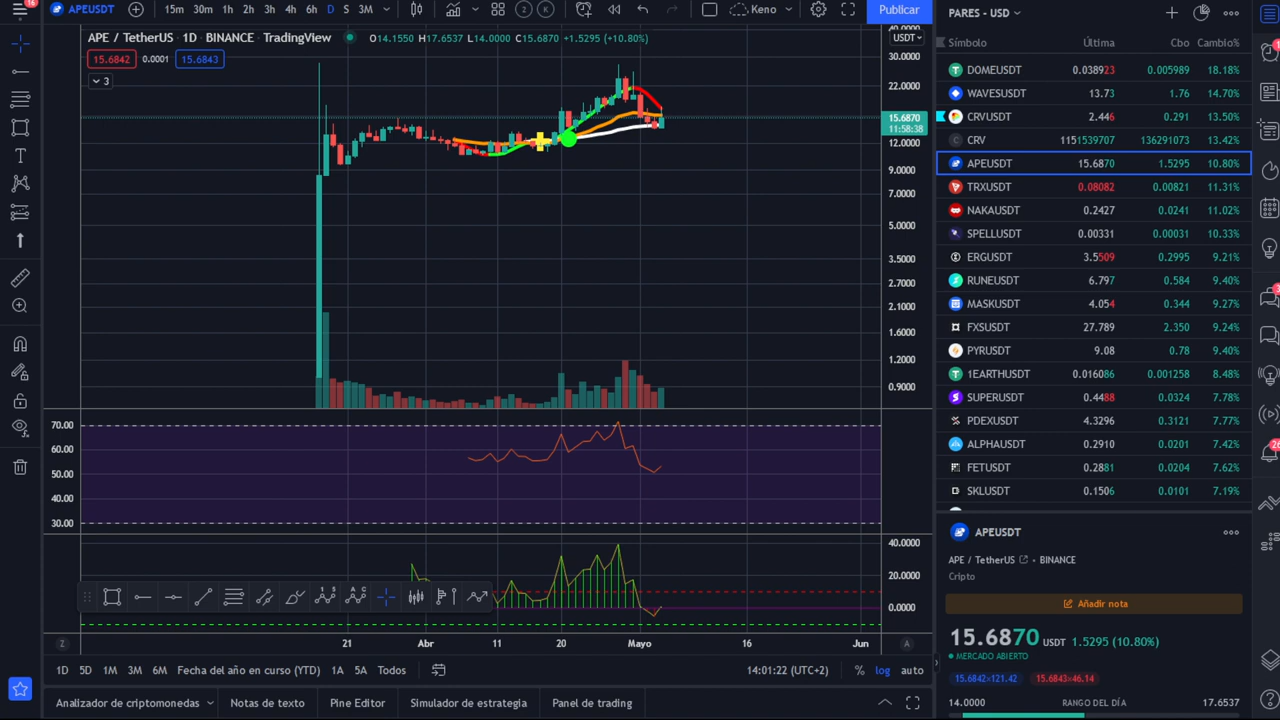 16
APEUSDT
15m 30m 1h 2h 3h 4h 6h D S 3M
2
K
Keno
Publicar
APE / TetherUS · 1D · BINANCE · TradingView
O14.1550 H17.6537 L14.0000 C15.6870 +1.5295 (+10.80%)
15.6842 0.0001 15.6843
3
USDT
40.0000
30.0000
22.0000
15.6870
11:58:38
12.0000
9.0000
7.0000
5.0000
3.5000
2.7000
2.1000
1.6000
1.2000
0.9000
70.00
60.00
50.00
40.00
30.00
40.0000
20.0000
0.0000
Z
21 Abr 11 20 Mayo 16 Jun
A
1D 5D 1M 3M 6M Fecha del año en curso (YTD) 1A 5A Todos
14:01:22 (UTC+2) % log auto
Analizador de criptomonedas Notas de texto Pine Editor Simulador de estrategia Panel de trading
PARES - USD
Símbolo Última Cbo Cambio%
DOMEUSDT 0.038923 0.005989 18.18%
WAVESUSDT 13.73 1.76 14.70%
CRVUSDT 2.446 0.291 13.50%
CRV 1151539707 136291073 13.42%
APEUSDT 15.6870 1.5295 10.80%
TRXUSDT 0.08082 0.00821 11.31%
NAKAUSDT 0.2427 0.0241 11.02%
SPELLUSDT 0.00331 0.00031 10.33%
ERGUSDT 3.5509 0.2995 9.21%
RUNEUSDT 6.797 0.584 9.40%
MASKUSDT 4.054 0.344 9.27%
FXSUSDT 27.789 2.350 9.24%
PYRUSDT 9.08 0.78 9.40%
1EARTHUSDT 0.016086 0.001258 8.48%
SUPERUSDT 0.4488 0.0324 7.78%
PDEXUSDT 4.3296 0.3121 7.77%
ALPHAUSDT 0.2910 0.0201 7.42%
FETUSDT 0.2881 0.0204 7.62%
SKLUSDT 0.1506 0.0101 7.19%
APEUSDT
APE / TetherUS · BINANCE
Cripto
Añadir nota
15.6870 USDT 1.5295 (10.80%)
MERCADO ABIERTO
15.6842×121.42 15.6843×46.14
14.0000 RANGO DEL DÍA 17.6537